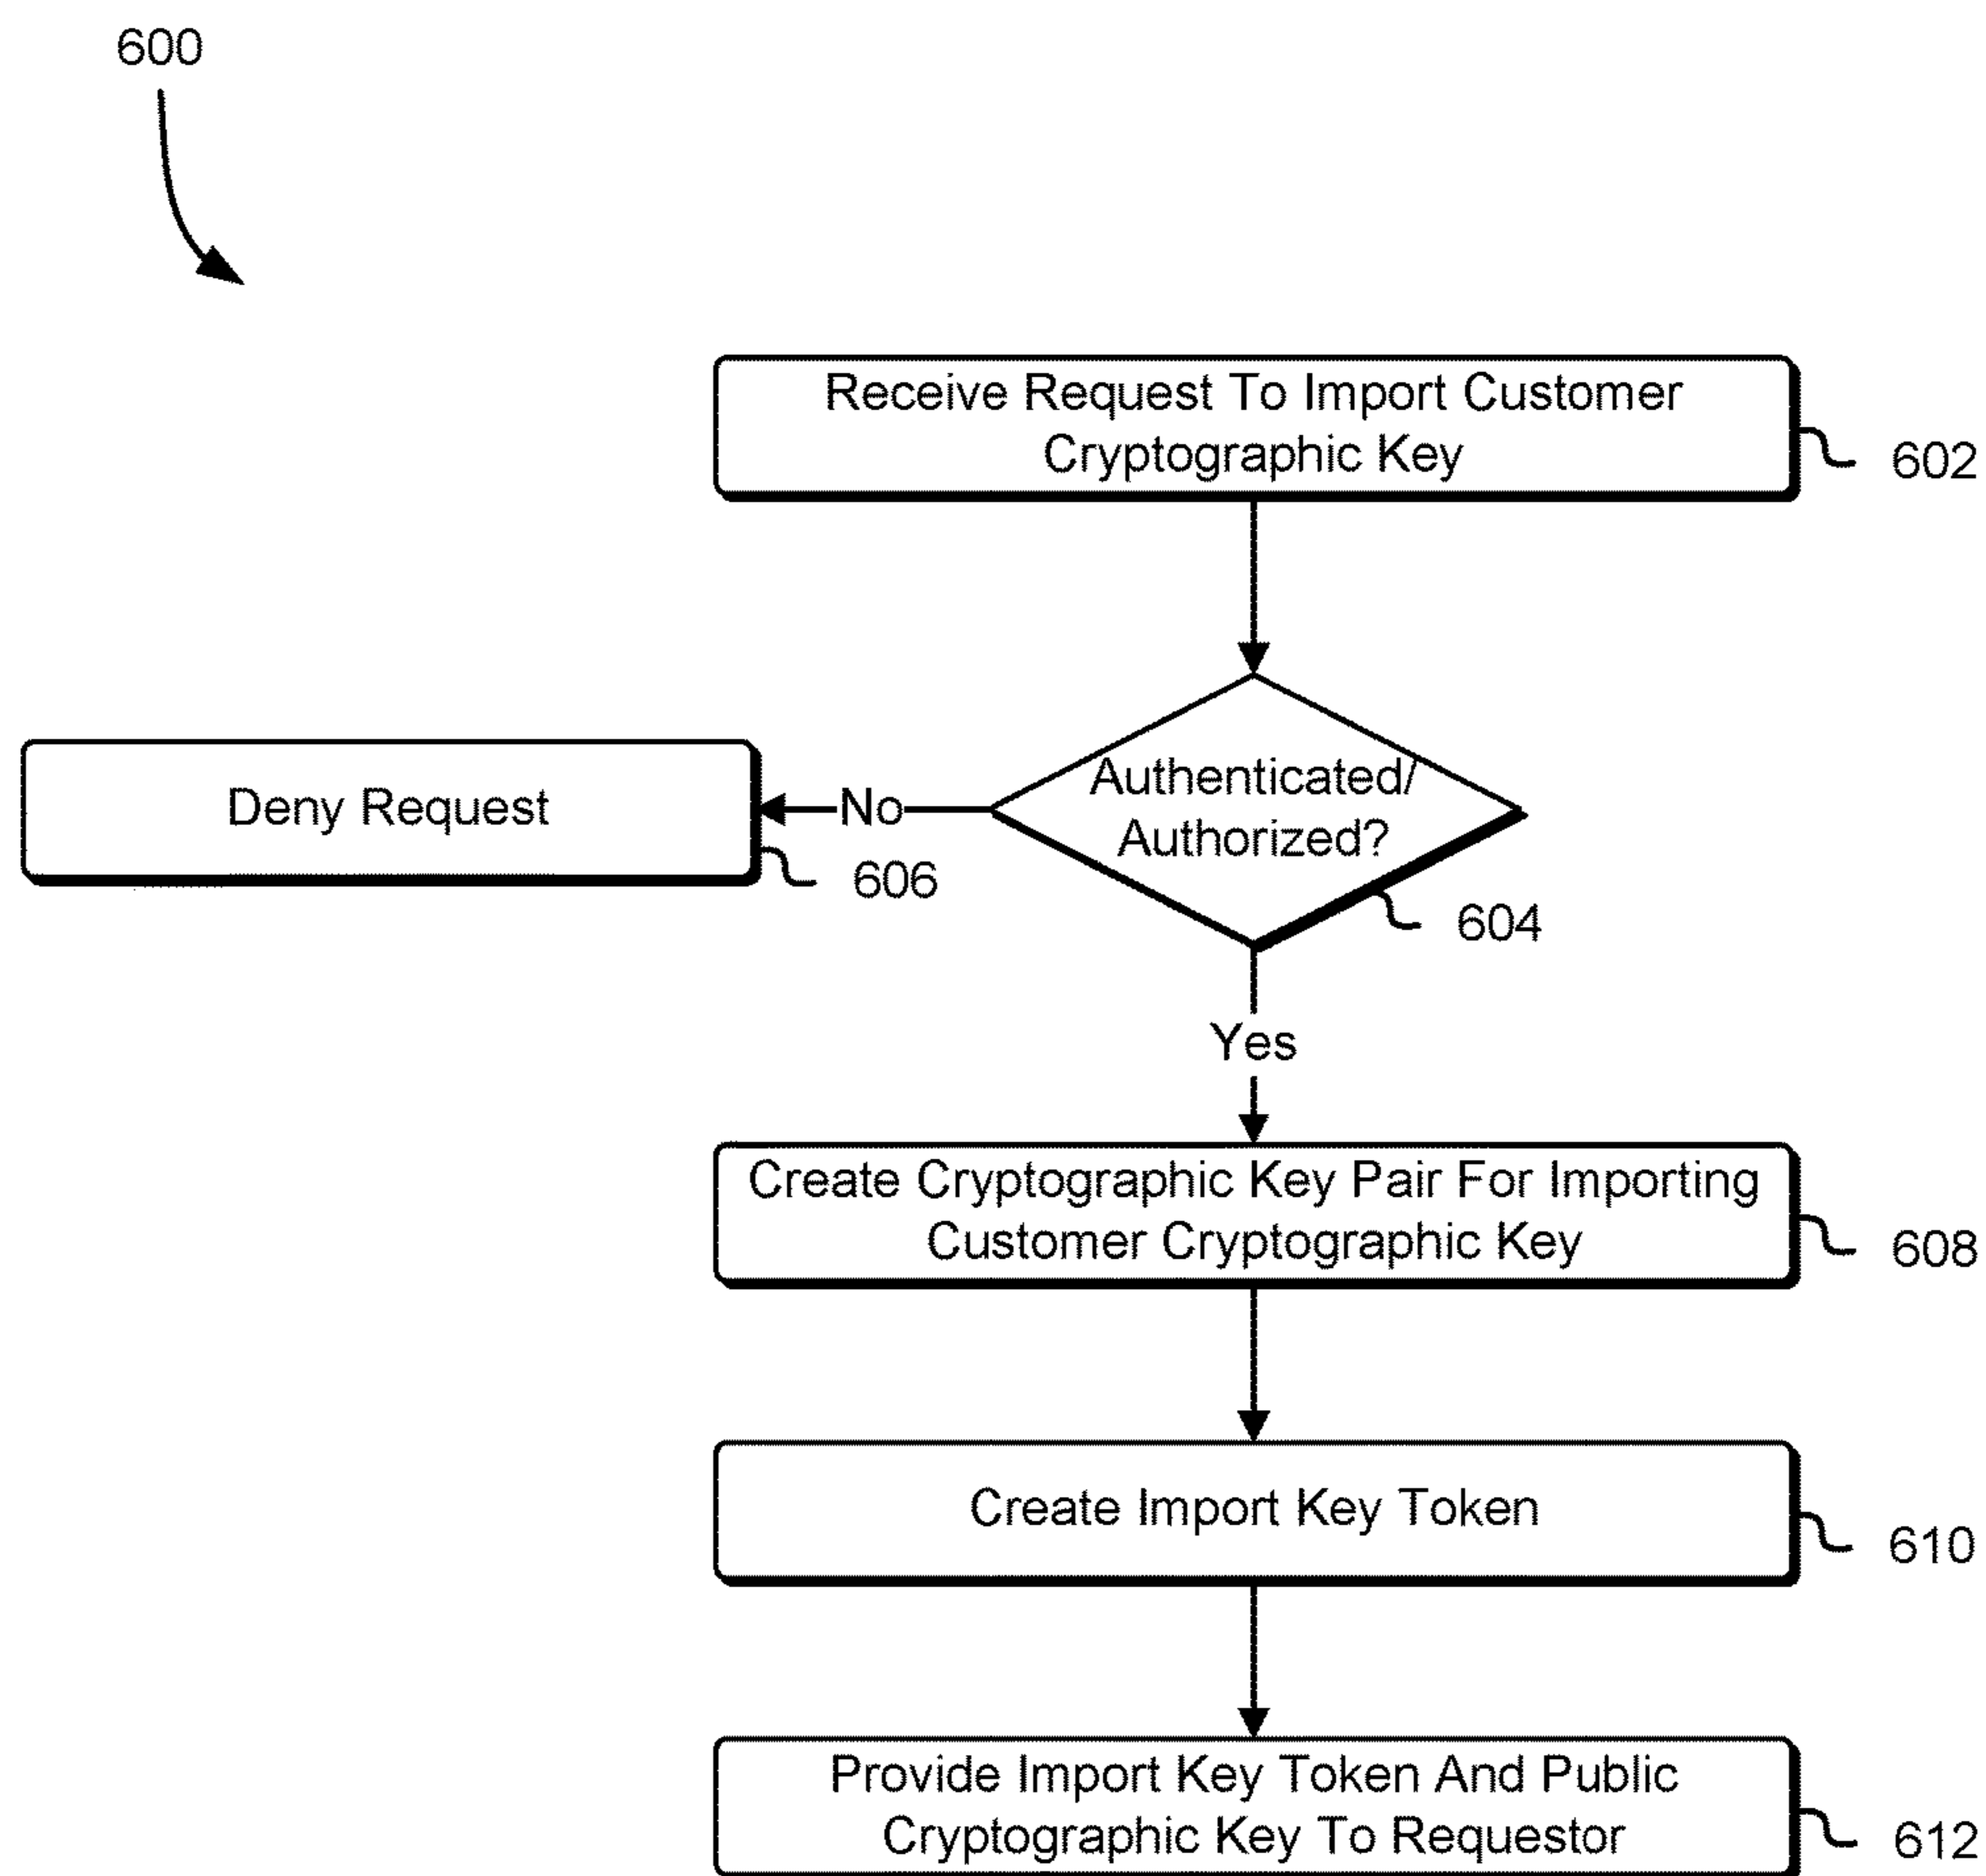 600
Receive Request To Import Customer
Cryptographic Key
602
Authenticated/
Authorized?
604
No
Deny Request
606
Yes
Create Cryptographic Key Pair For Importing
Customer Cryptographic Key
608
Create Import Key Token
610
Provide Import Key Token And Public
Cryptographic Key To Requestor
612